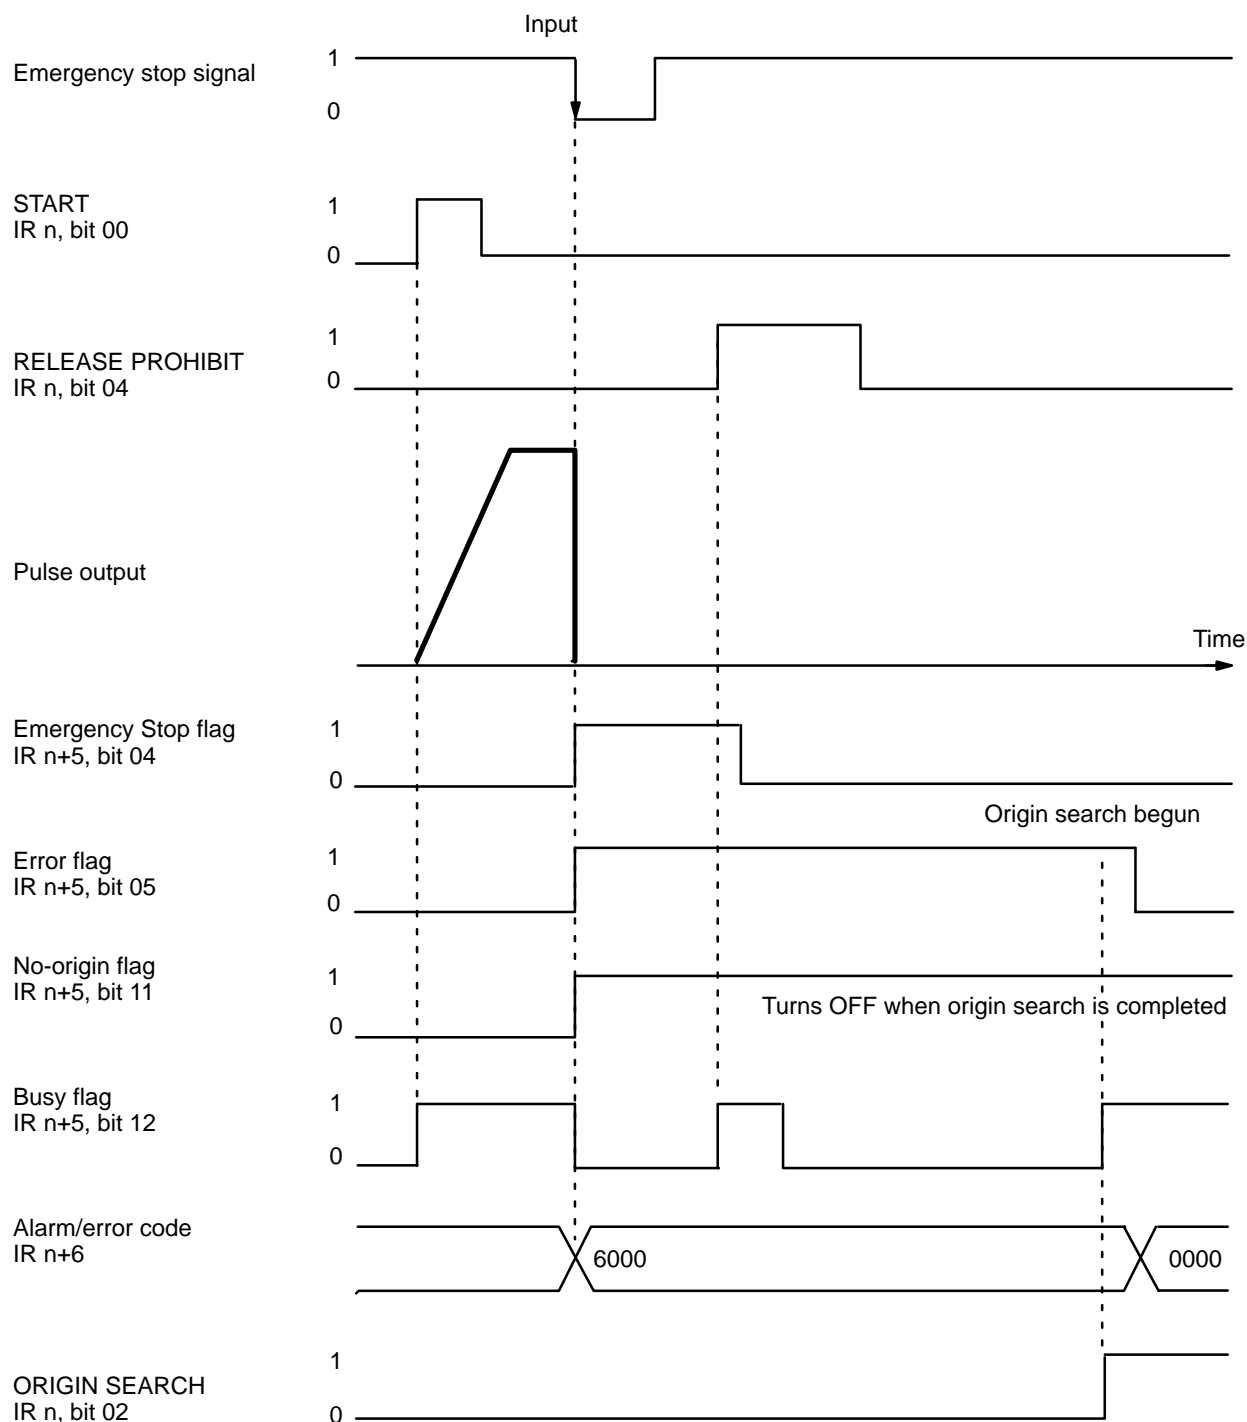 Input
Emergency stop signal
1
0
START
IR n, bit 00
1
0
RELEASE PROHIBIT
IR n, bit 04
1
0
Pulse output
Time
Emergency Stop flag
IR n+5, bit 04
1
0
Origin search begun
Error flag
IR n+5, bit 05
1
0
No-origin flag
IR n+5, bit 11
1
0
Turns OFF when origin search is completed
Busy flag
IR n+5, bit 12
1
0
Alarm/error code
IR n+6
6000
0000
ORIGIN SEARCH
IR n, bit 02
1
0